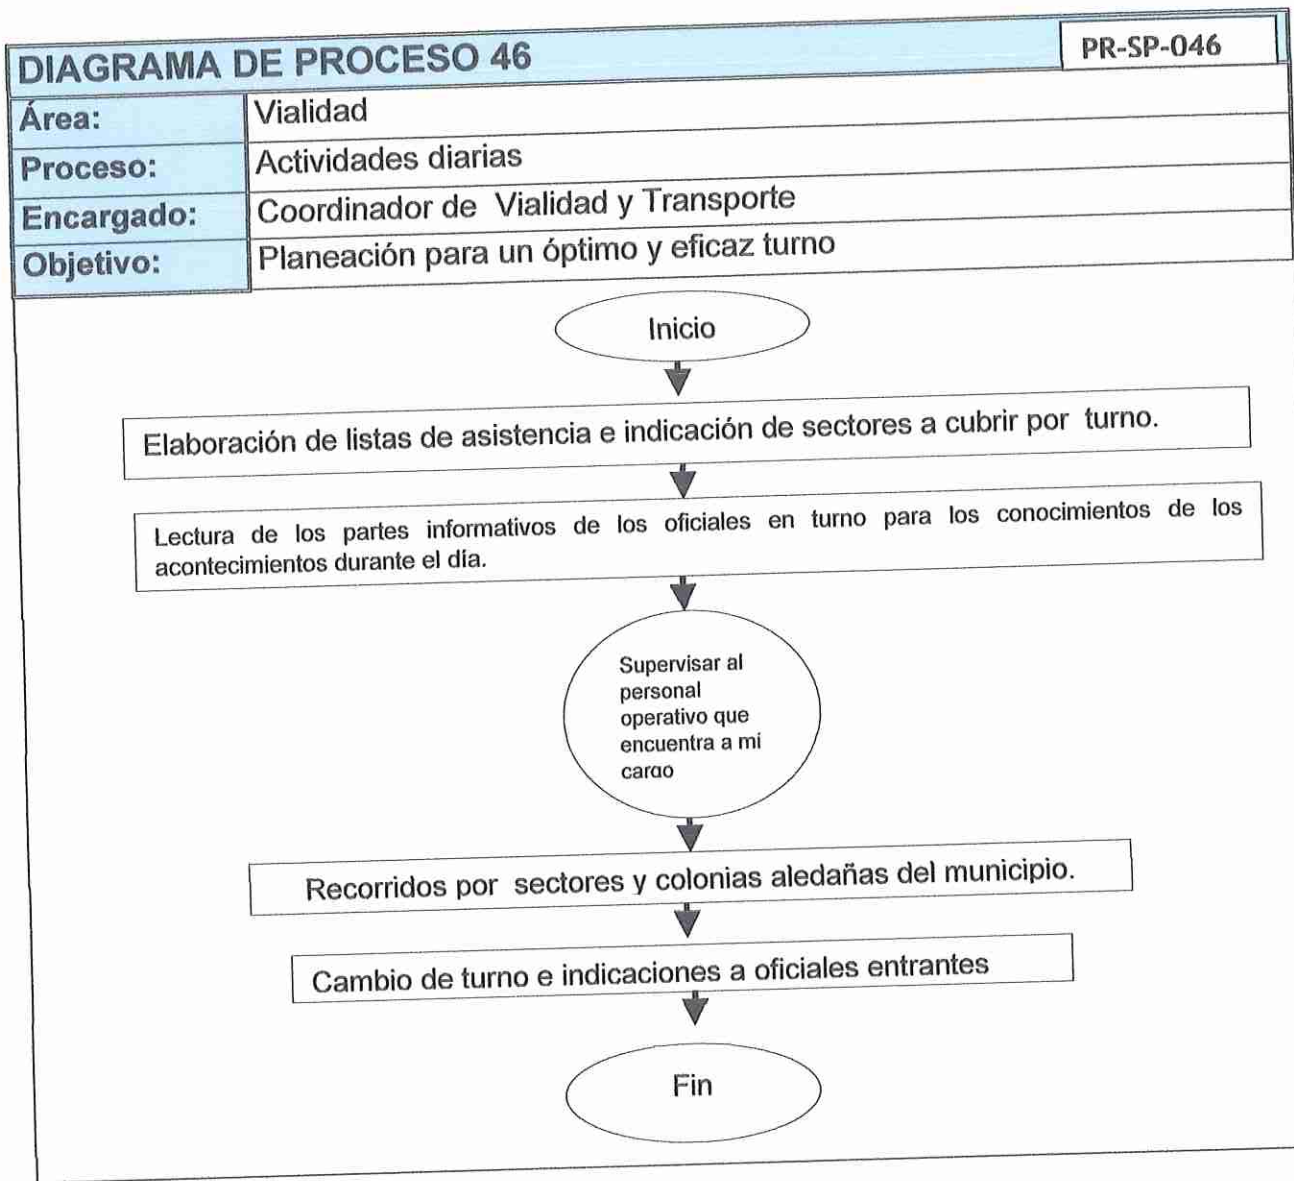 DIAGRAMA DE PROCESO 46
PR-SP-046
Área: Vialidad
Proceso: Actividades diarias
Encargado: Coordinador de Vialidad y Transporte
Objetivo: Planeación para un óptimo y eficaz turno
Inicio
Elaboración de listas de asistencia e indicación de sectores a cubrir por turno.
Lectura de los partes informativos de los oficiales en turno para los conocimientos de los
acontecimientos durante el día.
Supervisar al
personal
operativo que
encuentra a mi
cargo
Recorridos por sectores y colonias aledañas del municipio.
Cambio de turno e indicaciones a oficiales entrantes
Fin